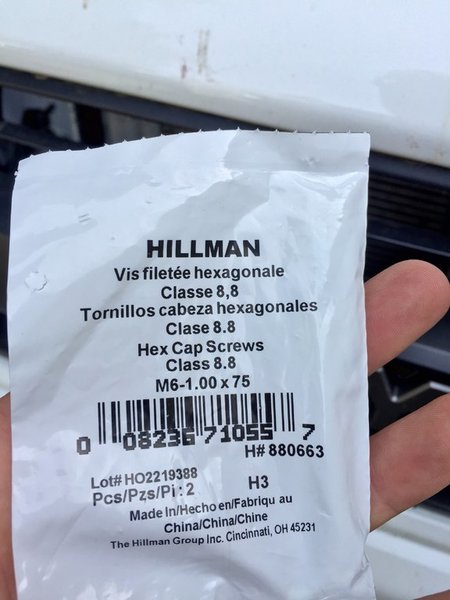 HILLMAN
Vis filetée hexagonale
Classe 8,8
Tornillos cabeza hexagonales
Clase 8.8
Hex Cap Screws
Class 8.8
M6-1.00 x 75
0 08236 71055 7
H# 880663
Lot# HO2219388 H3
Pcs/Pzs/Pi : 2
Made In/Hecho en/Fabriqu au
China/China/Chine
The Hillman Group Inc. Cincinnati, OH 45231